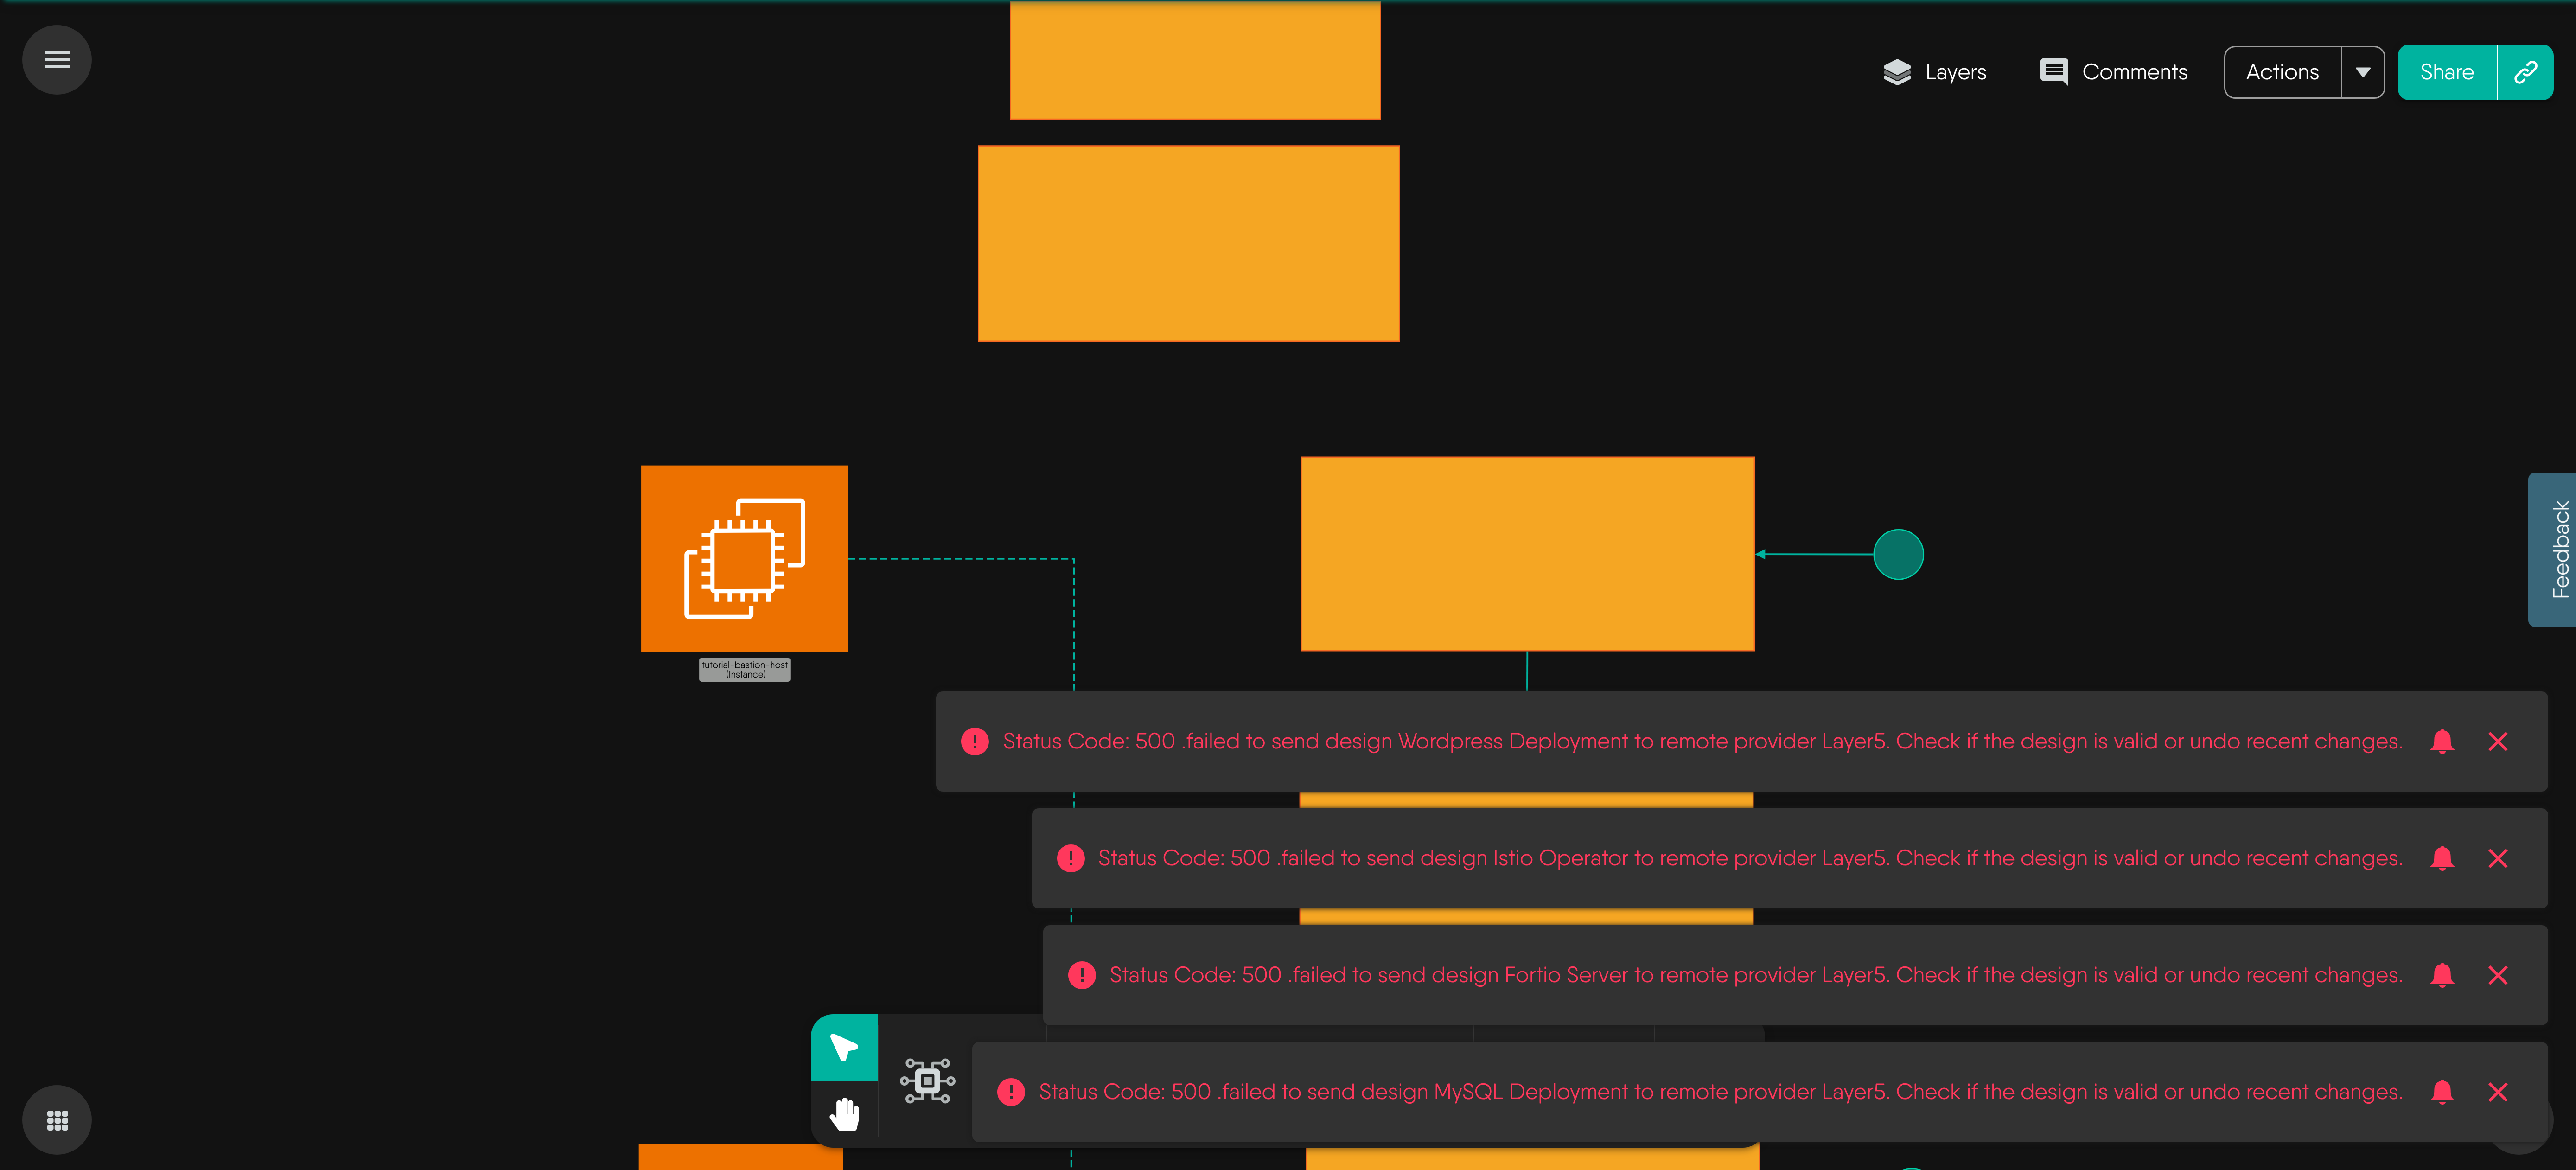 Layers
Comments
Actions
Share
Feedback
tutorial-bastion-host
(Instance)
Status Code: 500 .failed to send design Wordpress Deployment to remote provider Layer5. Check if the design is valid or undo recent changes.
Status Code: 500 .failed to send design Istio Operator to remote provider Layer5. Check if the design is valid or undo recent changes.
Status Code: 500 .failed to send design Fortio Server to remote provider Layer5. Check if the design is valid or undo recent changes.
Status Code: 500 .failed to send design MySQL Deployment to remote provider Layer5. Check if the design is valid or undo recent changes.